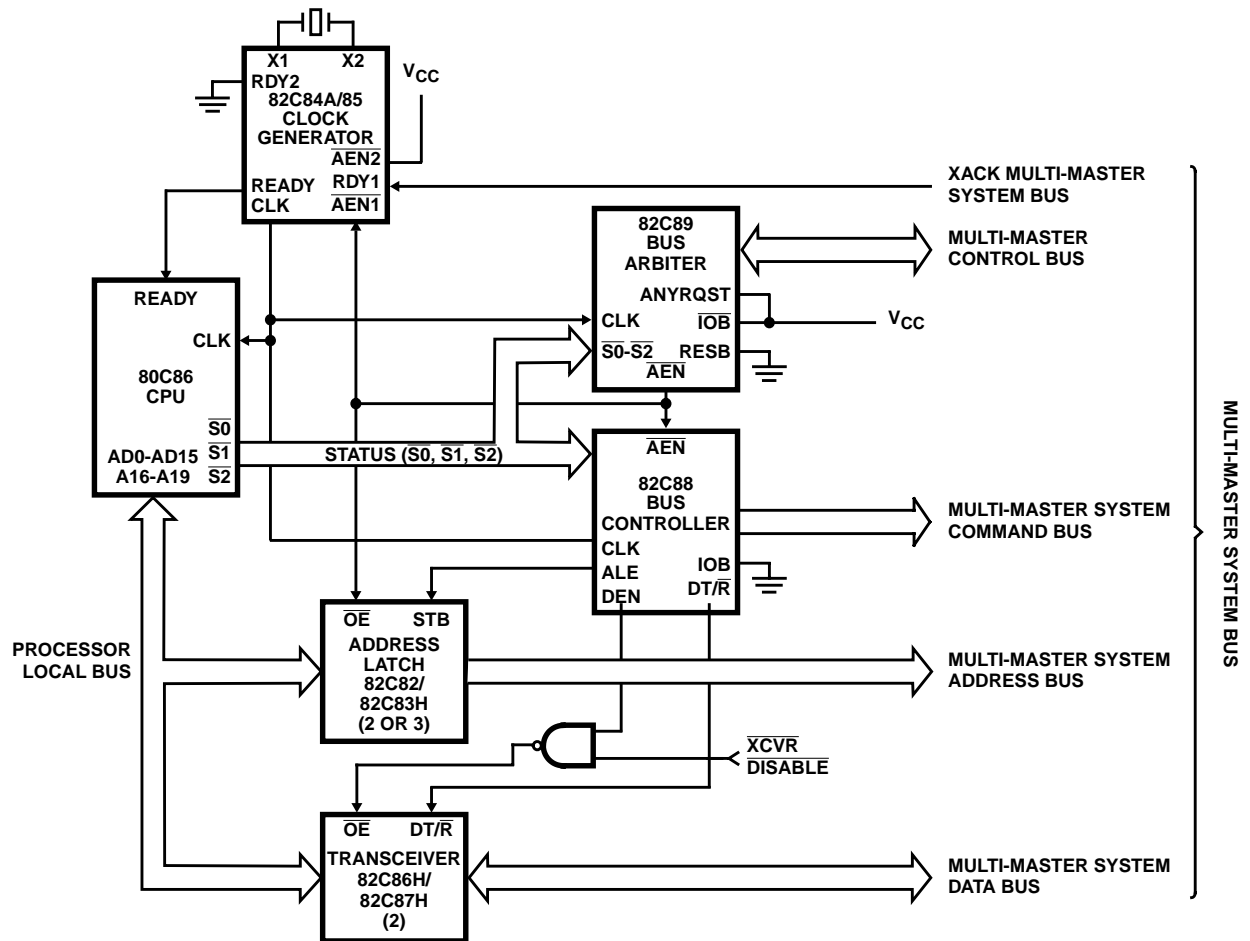 X1 X2
RDY2
82C84A/85
CLOCK
GENERATOR
AEN2
READY RDY1
CLK AEN1
VCC
XACK MULTI-MASTER
SYSTEM BUS
82C89
BUS
ARBITER
ANYRQST
CLK IOB
S0-S2 RESB
AEN
MULTI-MASTER
CONTROL BUS
VCC
READY
CLK
80C86
CPU
S0
AD0-AD15 S1
A16-A19 S2
STATUS (S0, S1, S2)
AEN
82C88
BUS
CONTROLLER
CLK
ALE IOB
DEN DT/R
MULTI-MASTER SYSTEM
COMMAND BUS
PROCESSOR
LOCAL BUS
OE STB
ADDRESS
LATCH
82C82/
82C83H
(2 OR 3)
MULTI-MASTER SYSTEM
ADDRESS BUS
XCVR
DISABLE
OE DT/R
TRANSCEIVER
82C86H/
82C87H
(2)
MULTI-MASTER SYSTEM
DATA BUS
MULTI-MASTER SYSTEM BUS